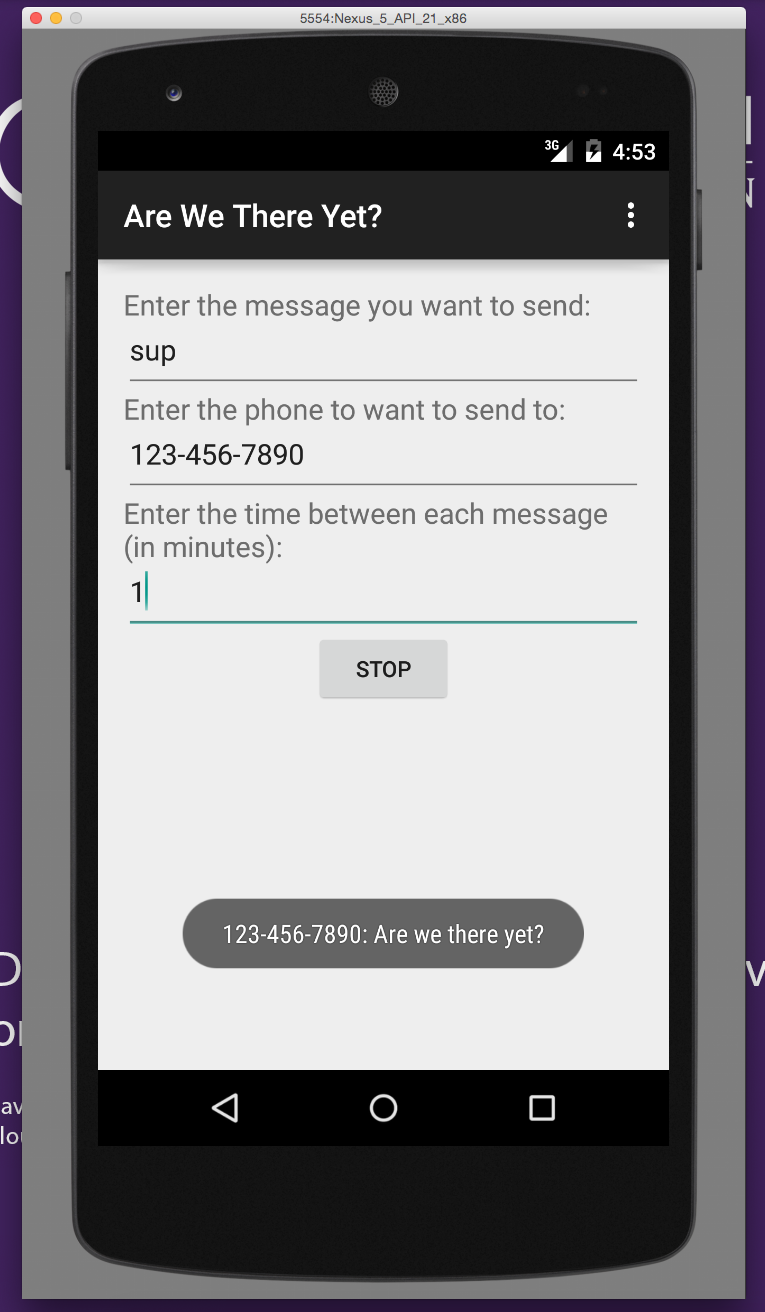 5554:Nexus_5_API_21_x86
3G 4:53
Are We There Yet?
Enter the message you want to send:
sup
Enter the phone to want to send to:
123-456-7890
Enter the time between each message
(in minutes):
1
STOP
123-456-7890: Are we there yet?